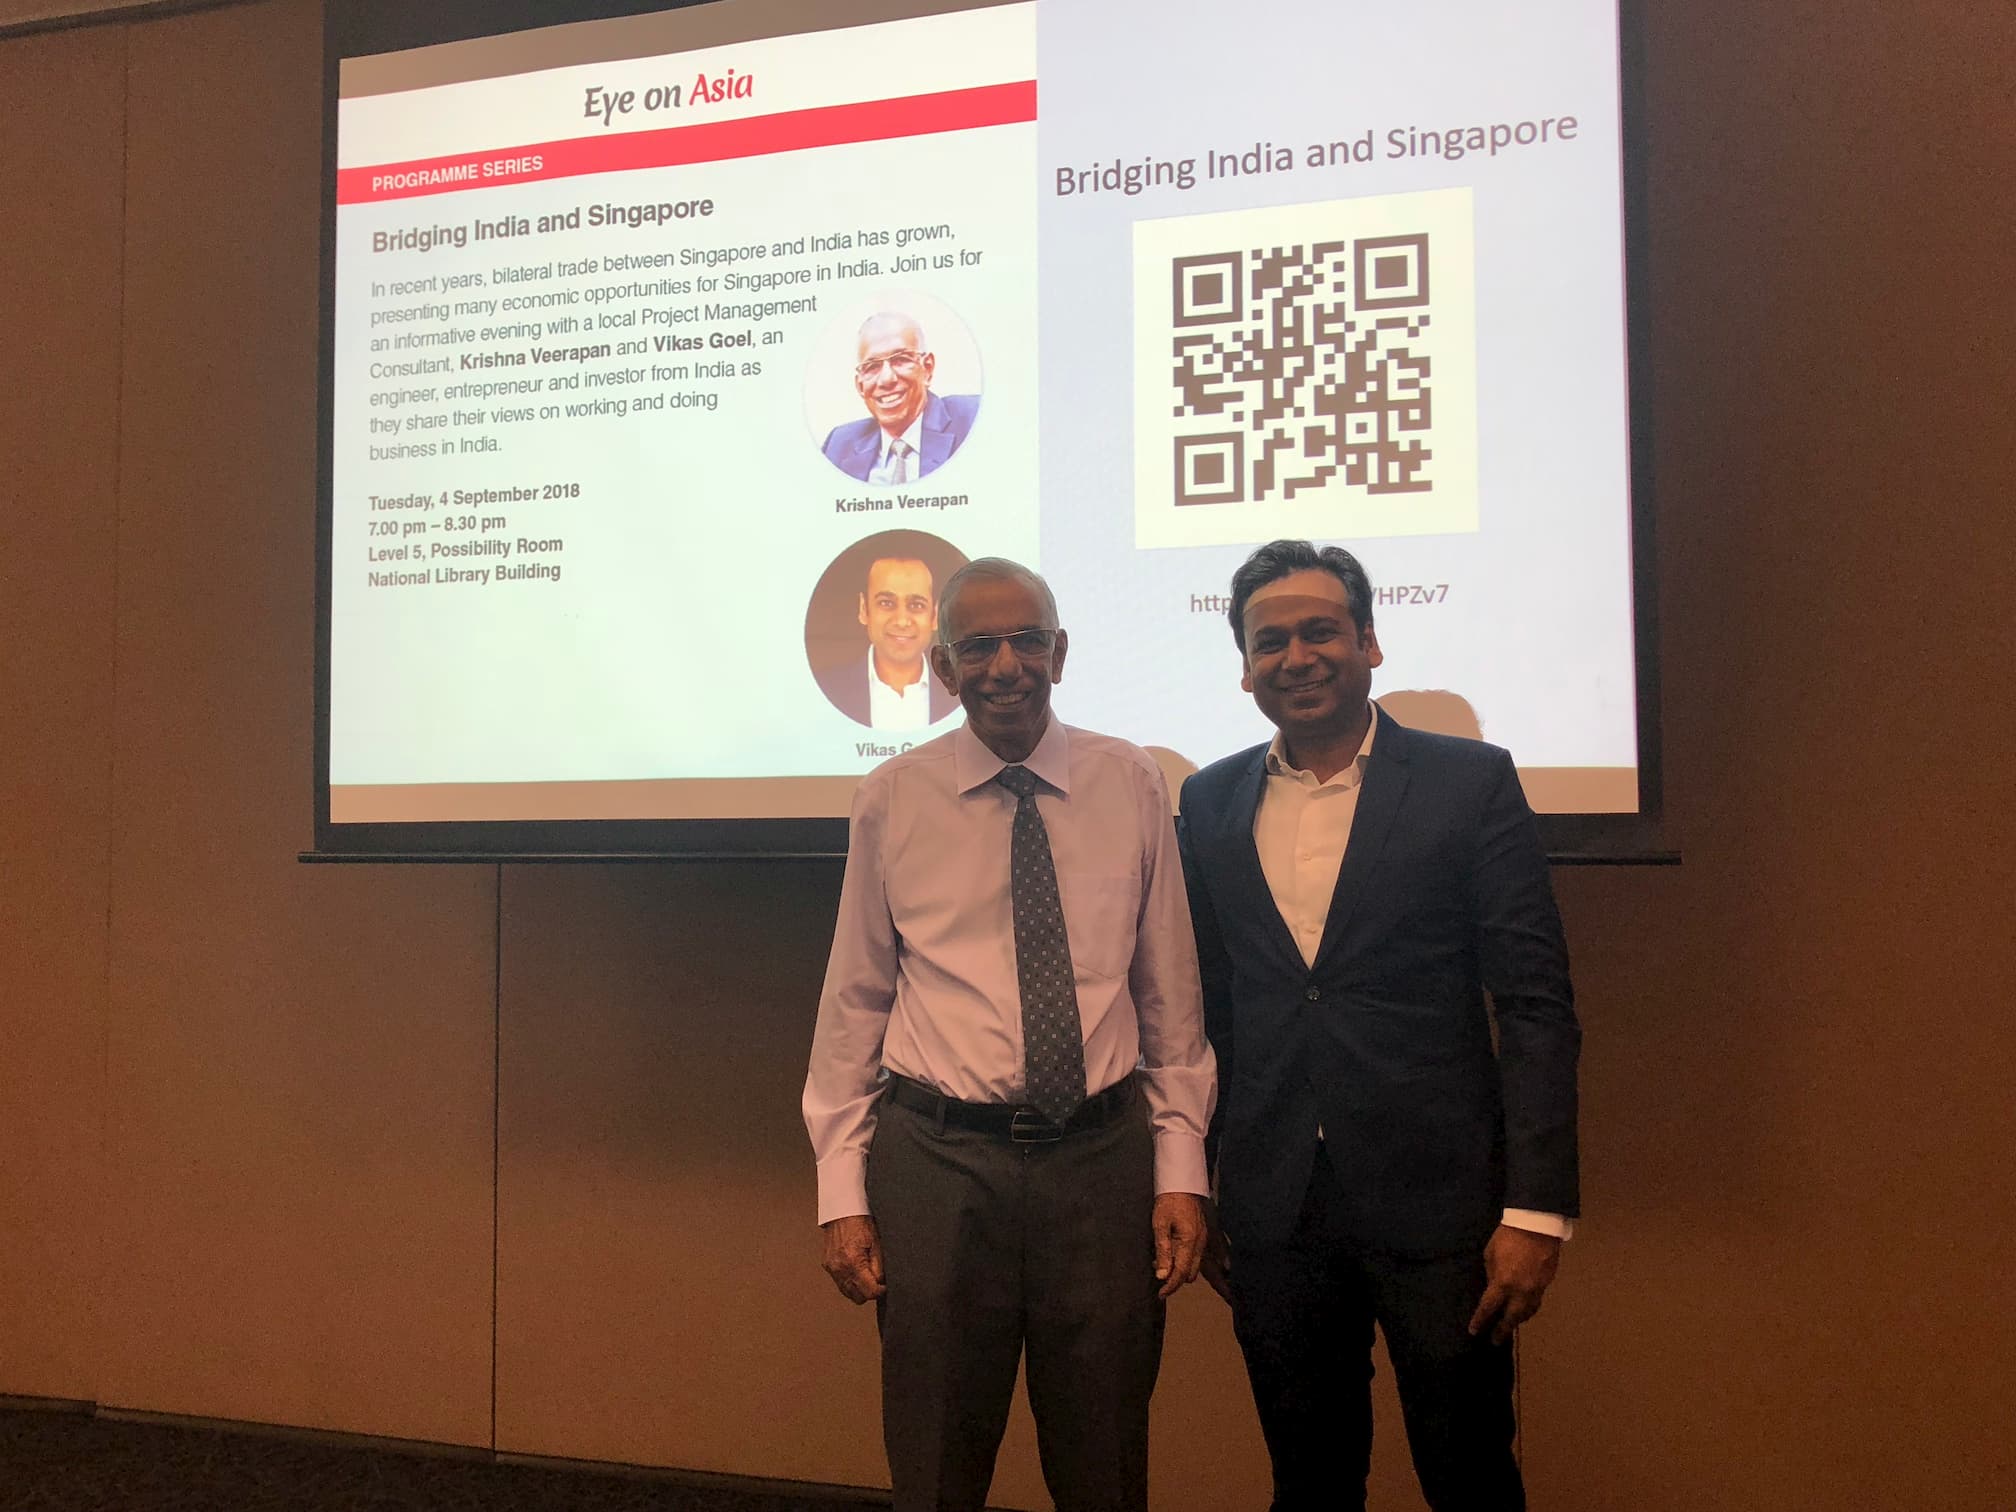 Eye on Asia
PROGRAMME SERIES
Bridging India and Singapore
In recent years, bilateral trade between Singapore and India has grown,
presenting many economic opportunities for Singapore in India. Join us for
an informative evening with a local Project Management
Consultant, Krishna Veerapan and Vikas Goel, an
engineer, entrepreneur and investor from India as
they share their views on working and doing
business in India.
Tuesday, 4 September 2018
7.00 pm – 8.30 pm
Level 5, Possibility Room
National Library Building
Krishna Veerapan
Vikas G
Bridging India and Singapore
http /HPZv7